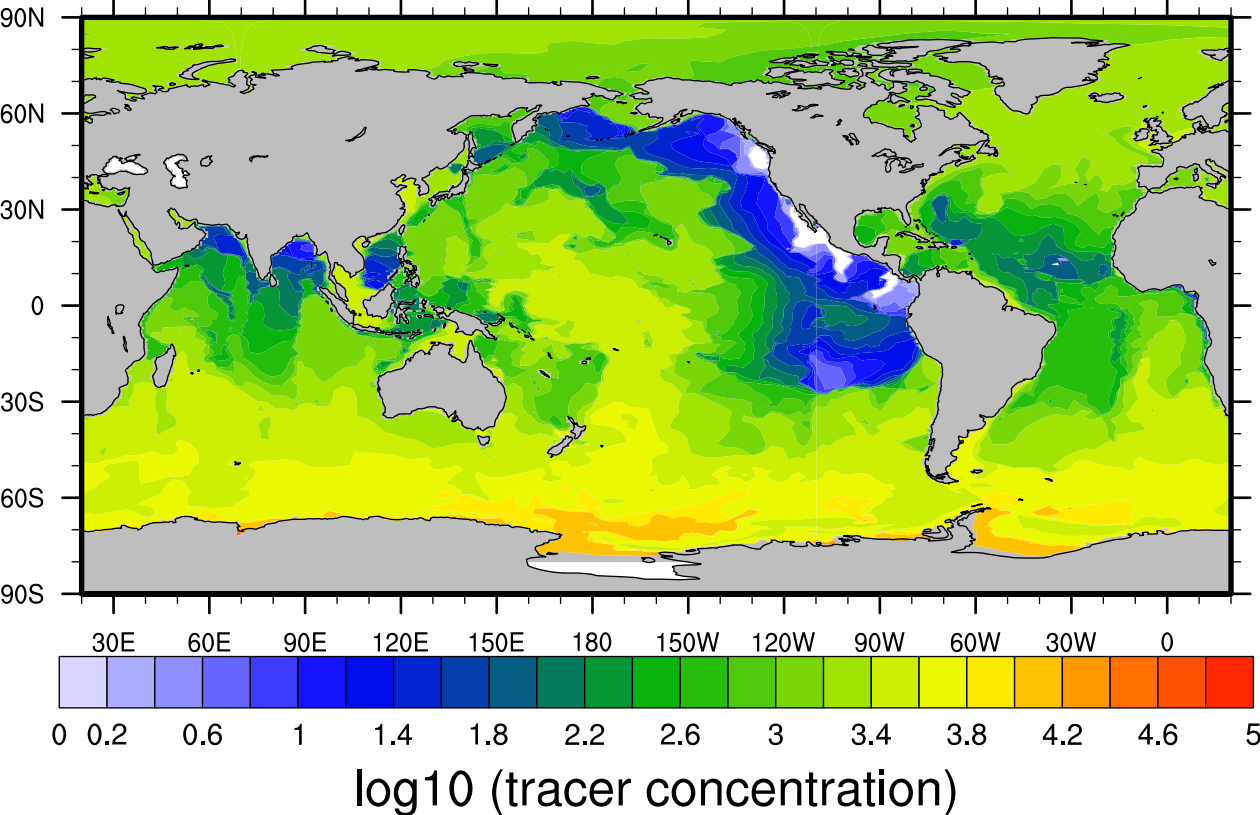 90N
60N
30N
0
30S
60S
90S
30E 60E 90E 120E 150E 180 150W 120W 90W 60W 30W 0
0 0.2 0.6 1 1.4 1.8 2.2 2.6 3 3.4 3.8 4.2 4.6 5
log10 (tracer concentration)